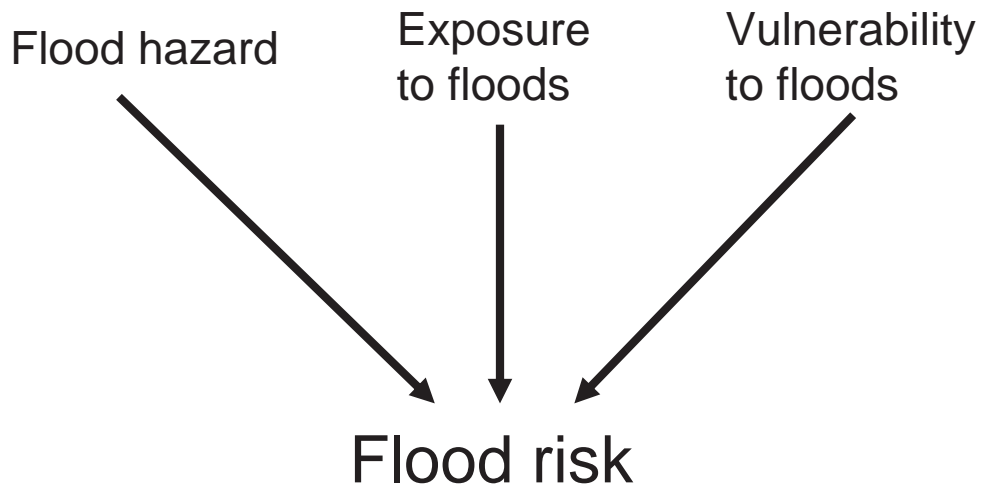 Flood hazard
Exposure
to floods
Vulnerability
to floods
Flood risk